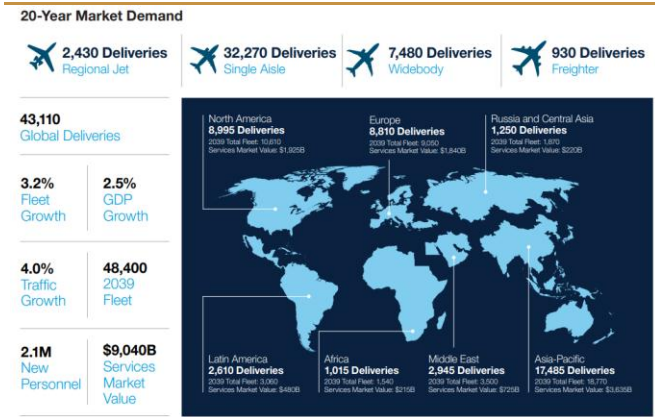 20-Year Market Demand
2,430 Deliveries
Regional Jet
32,270 Deliveries
Single Aisle
7,480 Deliveries
Widebody
930 Deliveries
Freighter
43,110
Global Deliveries
3.2%
Fleet
Growth
2.5%
GDP
Growth
4.0%
Traffic
Growth
48,400
2039
Fleet
2.1M
New
Personnel
$9,040B
Services
Market
Value
North America
8,995 Deliveries
2039 Total Fleet: 10,610
Services Market Value: $1,925B
Europe
8,810 Deliveries
2039 Total Fleet: 9,050
Services Market Value: $1,840B
Russia and Central Asia
1,250 Deliveries
2039 Total Fleet: 1,870
Services Market Value: $220B
Latin America
2,610 Deliveries
2039 Total Fleet: 3,060
Services Market Value: $480B
Africa
1,015 Deliveries
2039 Total Fleet: 1,540
Services Market Value: $215B
Middle East
2,945 Deliveries
2039 Total Fleet: 3,500
Services Market Value: $725B
Asia-Pacific
17,485 Deliveries
2039 Total Fleet: 18,770
Services Market Value: $3,635B